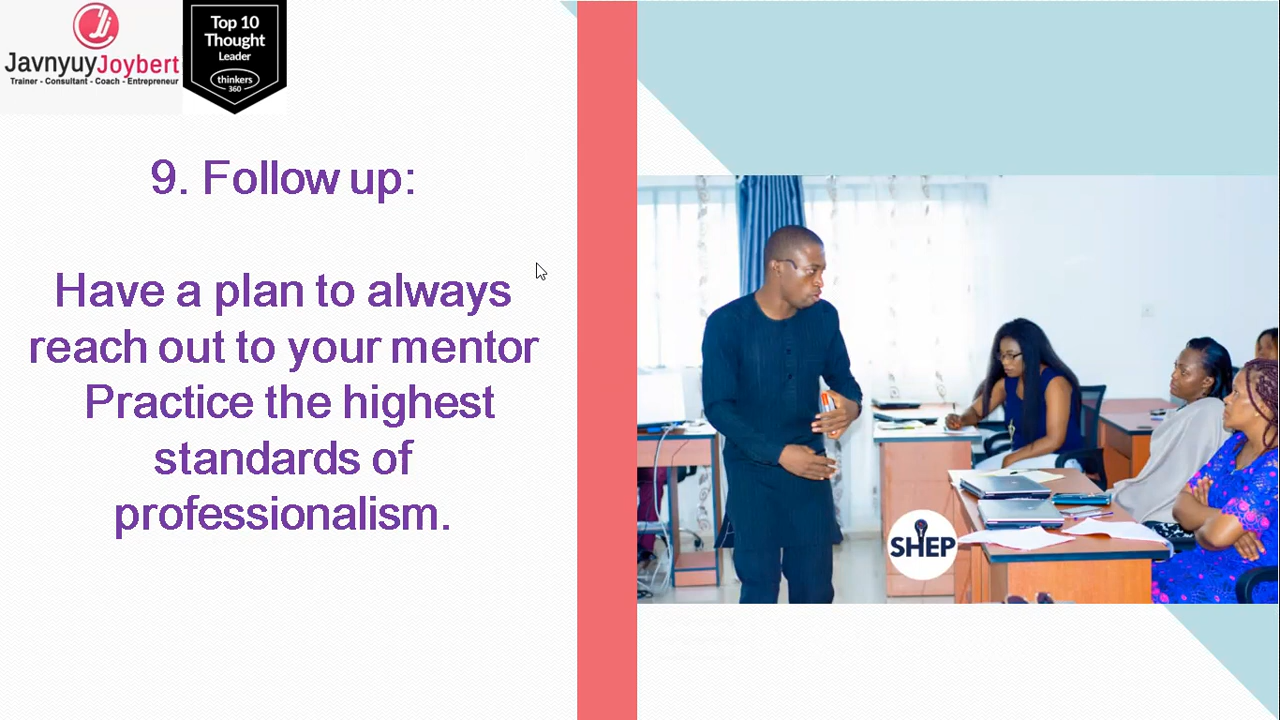 JavnyuyJoybert
Trainer - Consultant - Coach - Entrepreneur
Top 10
Thought
Leader
thinkers
360
9. Follow up:
Have a plan to always
reach out to your mentor
Practice the highest
standards of
professionalism.
SHEP